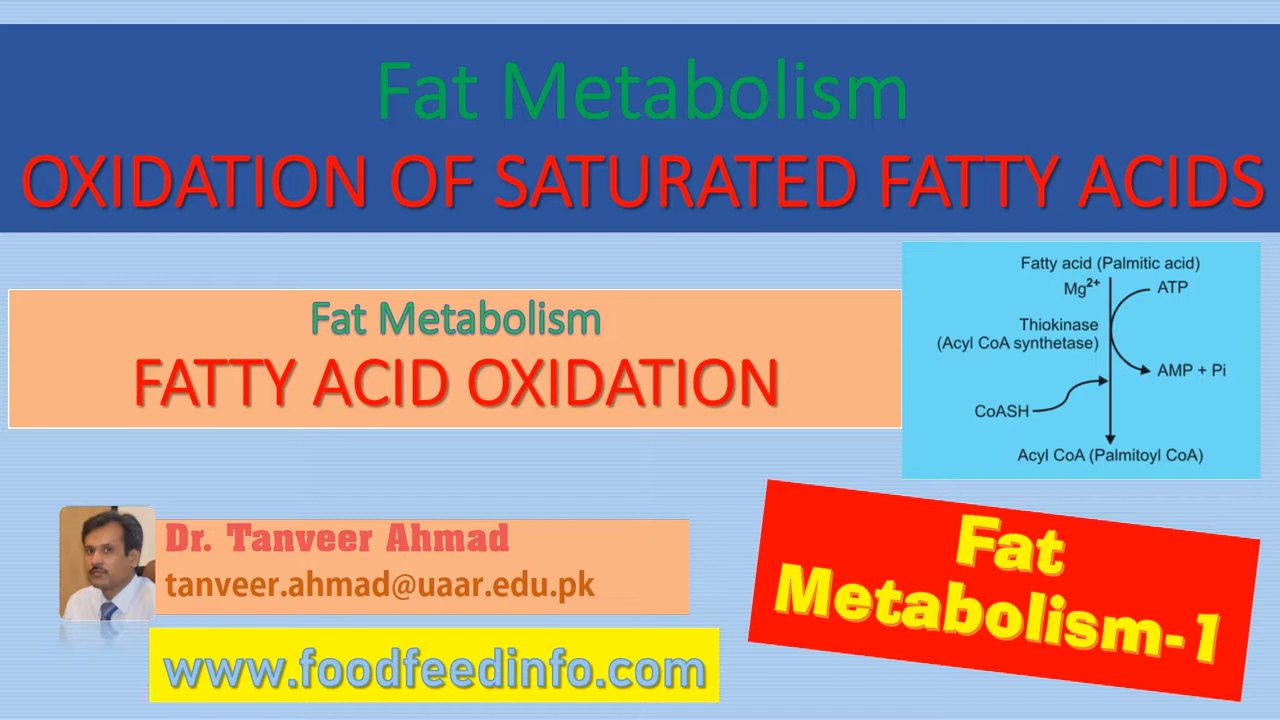 Fat Metabolism
OXIDATION OF SATURATED FATTY ACIDS
Fat Metabolism
FATTY ACID OXIDATION
Fatty acid (Palmitic acid)
Mg²⁺
ATP
Thiokinase
(Acyl CoA synthetase)
AMP + Pi
CoASH
Acyl CoA (Palmitoyl CoA)
Dr. Tanveer Ahmad
tanveer.ahmad@uaar.edu.pk
www.foodfeedinfo.com
Fat
Metabolism-1